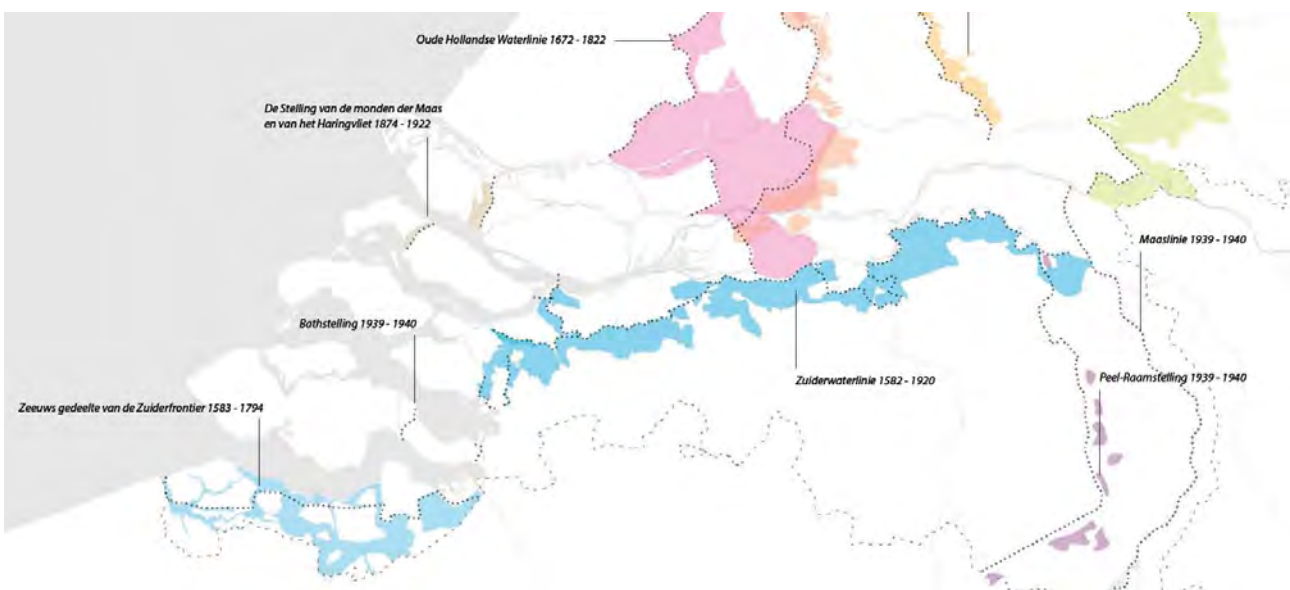 Oude Hollandse Waterlinie 1672 - 1822
De Stelling van de monden der Maas
en van het Haringvliet 1874 - 1922
Maaslinie 1939 - 1940
Bathstelling 1939 - 1940
Zuiderwaterlinie 1582 - 1920
Peel-Raamstelling 1939 - 1940
Zeeuws gedeelte van de Zuiderfrontier 1583 - 1794